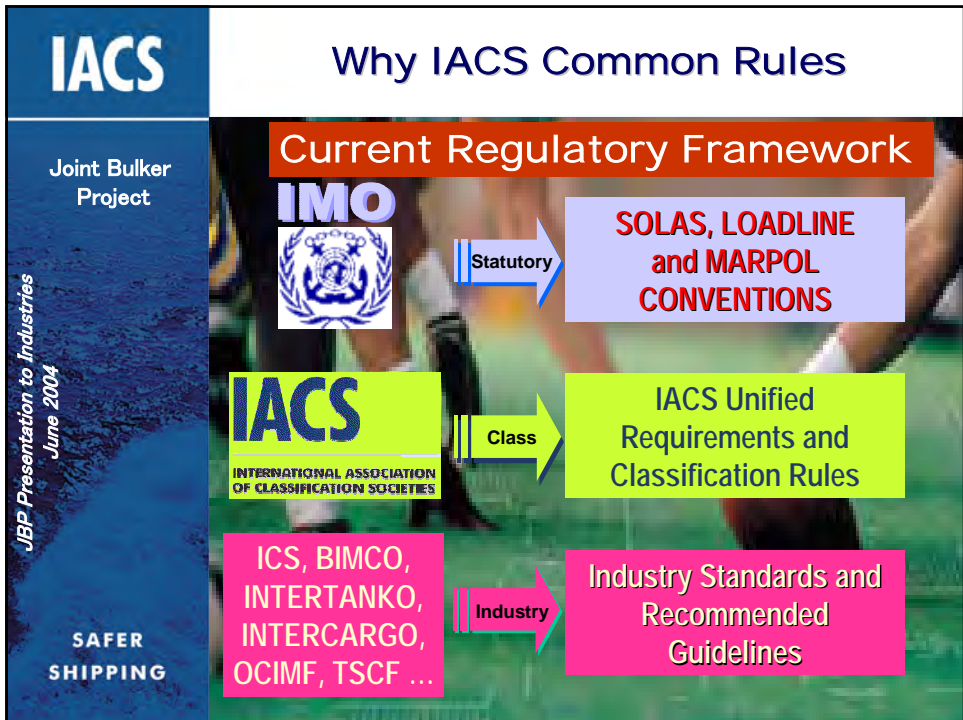 IACS
Why IACS Common Rules
Joint Bulker
Project
JBP Presentation to Industries
June 2004
SAFER
SHIPPING
Current Regulatory Framework
IMO
Statutory
SOLAS, LOADLINE
and MARPOL
CONVENTIONS
IACS
INTERNATIONAL ASSOCIATION
OF CLASSIFICATION SOCIETIES
Class
IACS Unified
Requirements and
Classification Rules
ICS, BIMCO,
INTERTANKO,
INTERCARGO,
OCIMF, TSCF ...
Industry
Industry Standards and
Recommended
Guidelines